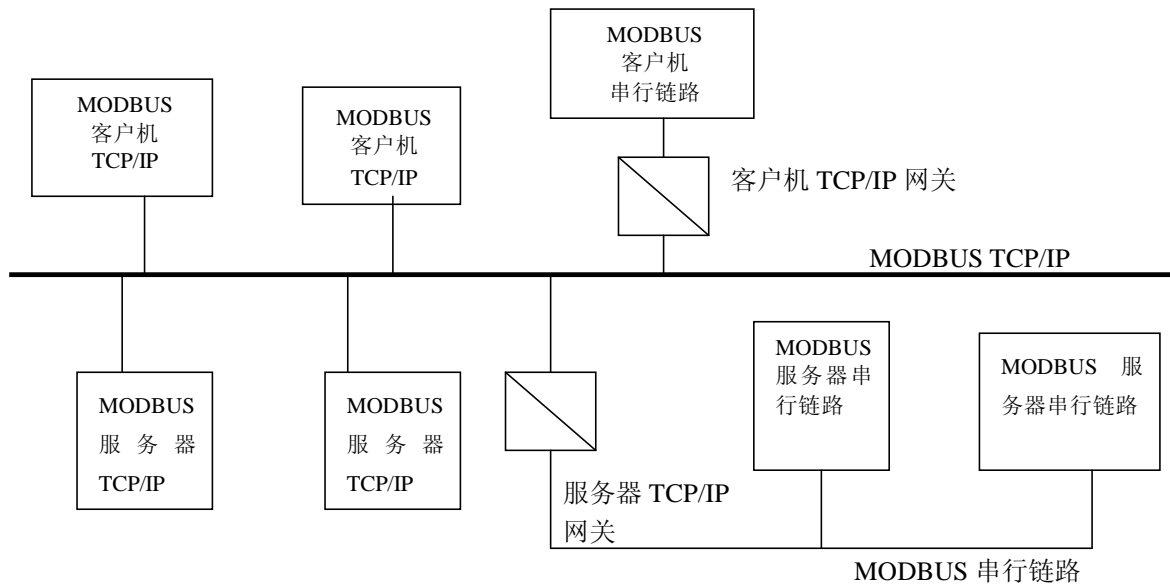 MODBUS
客户机
TCP/IP
MODBUS
客户机
TCP/IP
MODBUS
客户机
串行链路
客户机 TCP/IP 网关
MODBUS TCP/IP
MODBUS
服务器
TCP/IP
MODBUS
服务器
TCP/IP
服务器 TCP/IP
网关
MODBUS
服务器串
行链路
MODBUS 服
务器串行链路
MODBUS 串行链路